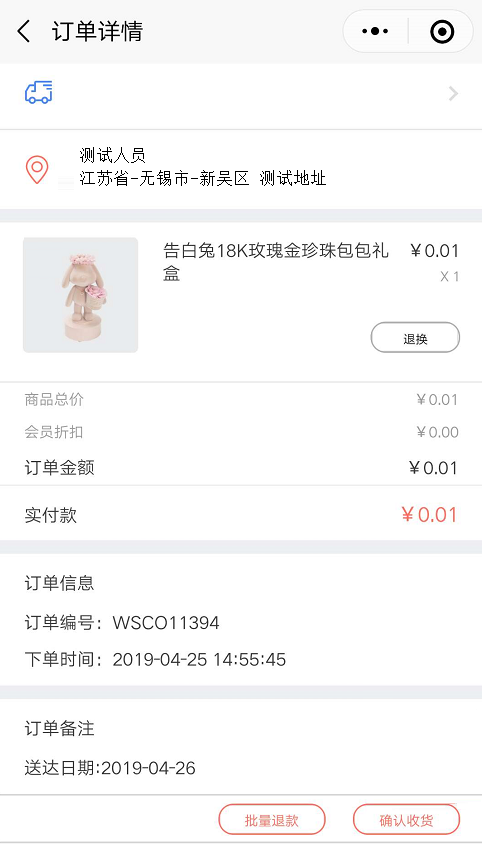 订单详情
测试人员
江苏省-无锡市-新吴区 测试地址
告白兔18K玫瑰金珍珠包包礼 ￥0.01
盒 X 1
退换
商品总价 ￥0.01
会员折扣 ￥0.00
订单金额 ￥0.01
实付款 ￥0.01
订单信息
订单编号：WSCO11394
下单时间：2019-04-25 14:55:45
订单备注
送达日期:2019-04-26
批量退款 确认收货